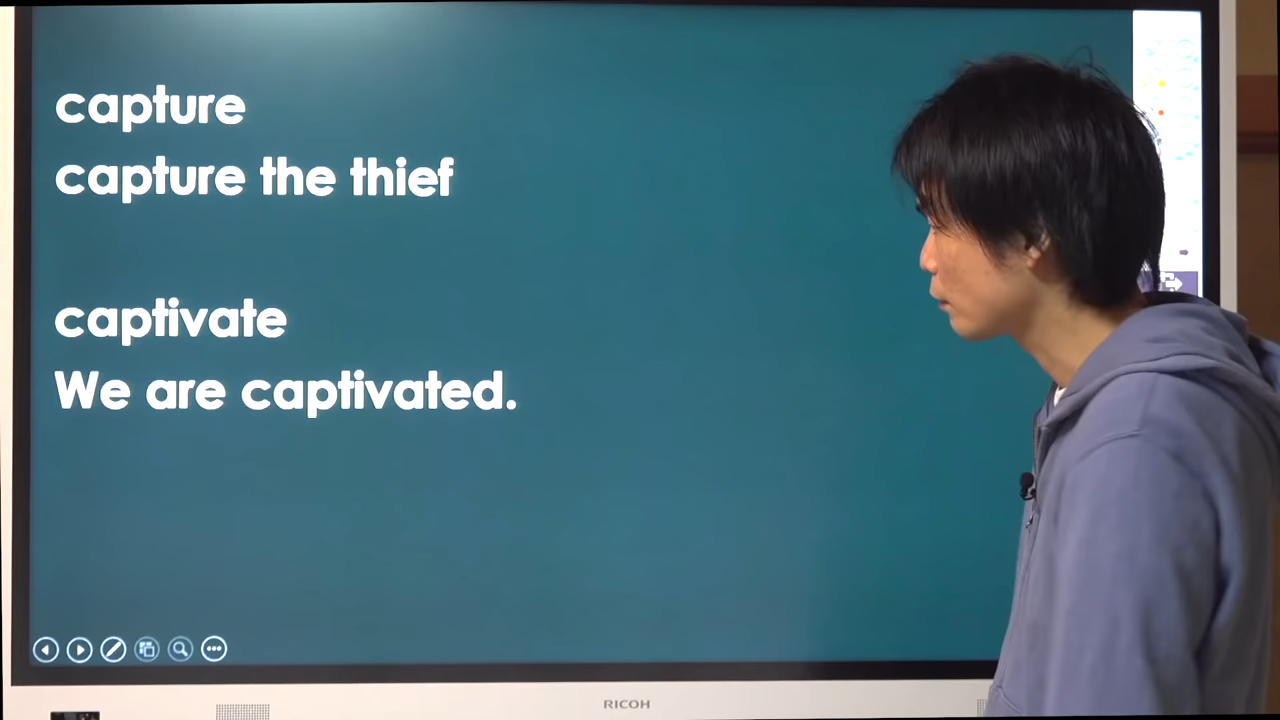 capture
capture the thief
captivate
We are captivated.
RICOH